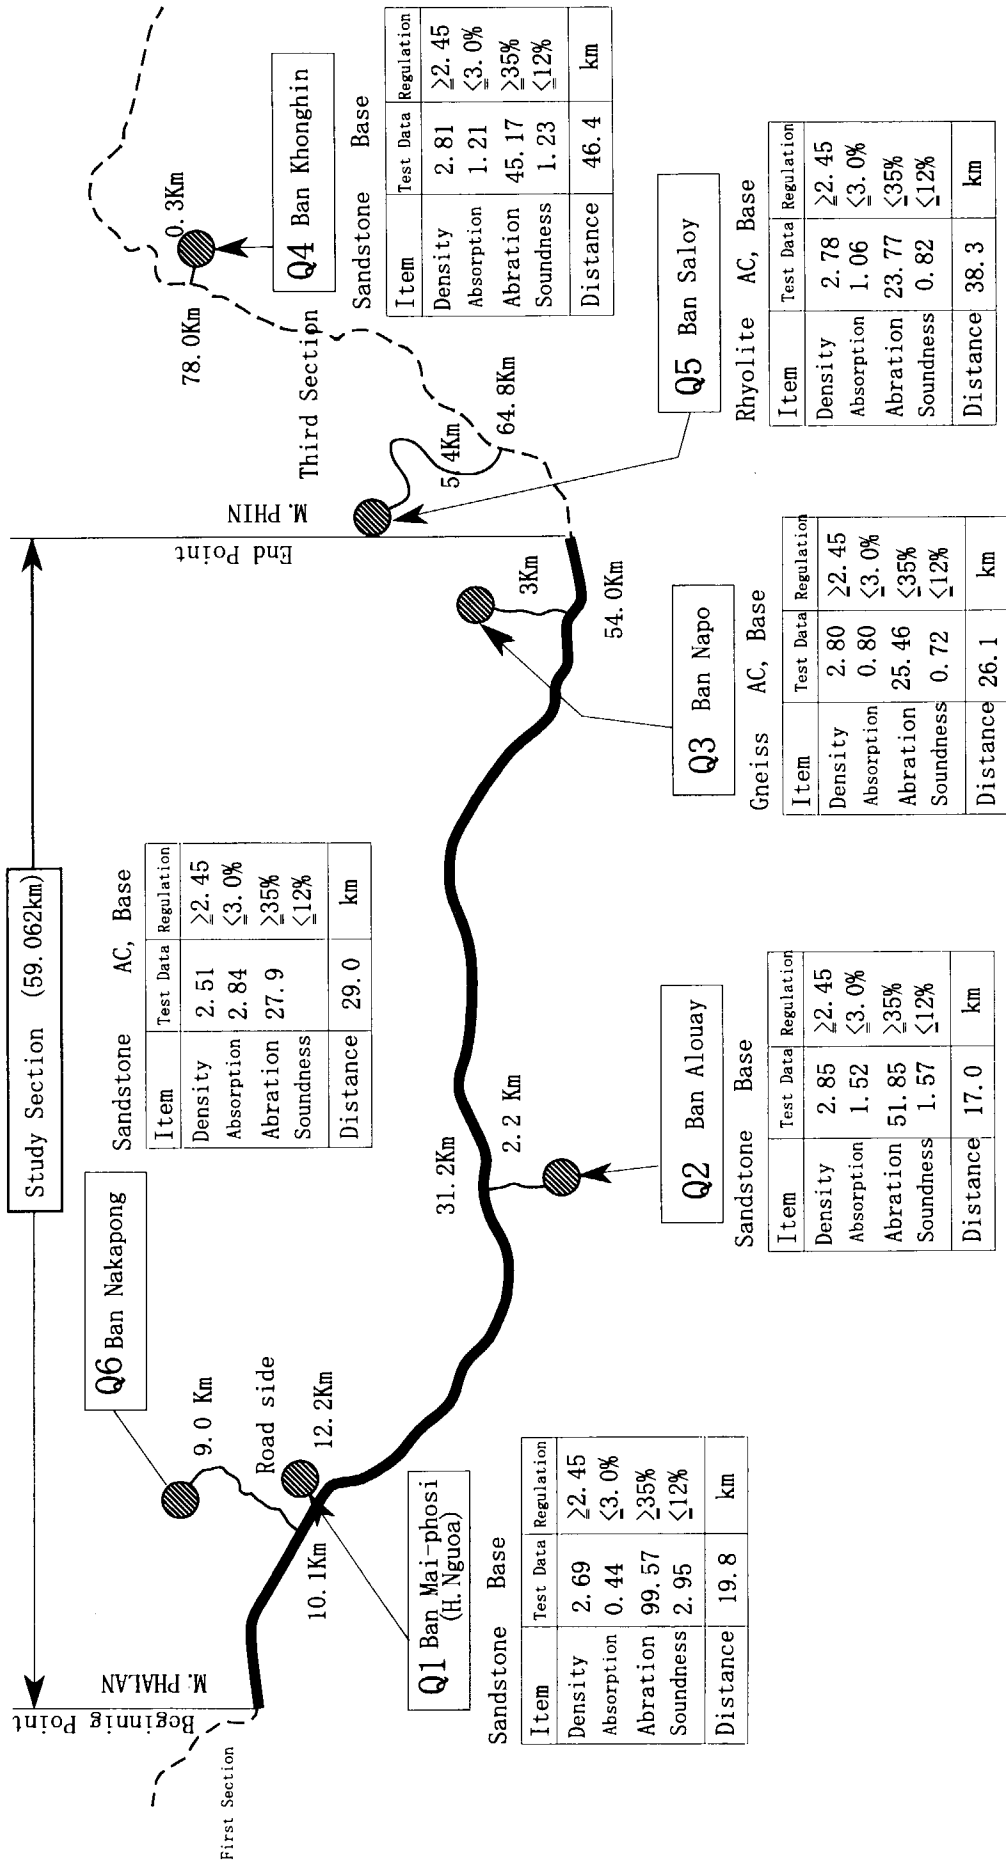 Study Section (59.062km)
Beginnig Point
M. PHALAN
First Section
End Point
M. PHIN
Third Section
Q6 Ban Nakapong
9.0 Km
Road side
12.2Km
10.1Km
31.2Km
2.2 Km
3Km
54.0Km
5.4Km
64.8Km
78.0Km
0.3Km
Sandstone AC, Base
Item Test Data Regulation
Density 2.51 ≥2.45
Absorption 2.84 ≤3.0%
Abration 27.9 ≥35%
Soundness ≤12%
Distance 29.0 km
Q4 Ban Khonghin
Sandstone Base
Item Test Data Regulation
Density 2.81 ≥2.45
Absorption 1.21 ≤3.0%
Abration 45.17 ≥35%
Soundness 1.23 ≤12%
Distance 46.4 km
Q1 Ban Mai-phosi
(H.Nguoa)
Sandstone Base
Item Test Data Regulation
Density 2.69 ≥2.45
Absorption 0.44 ≤3.0%
Abration 99.57 ≥35%
Soundness 2.95 ≤12%
Distance 19.8 km
Q2 Ban Alouay
Sandstone Base
Item Test Data Regulation
Density 2.85 ≥2.45
Absorption 1.52 ≤3.0%
Abration 51.85 ≥35%
Soundness 1.57 ≤12%
Distance 17.0 km
Q3 Ban Napo
Gneiss AC, Base
Item Test Data Regulation
Density 2.80 ≥2.45
Absorption 0.80 ≤3.0%
Abration 25.46 ≤35%
Soundness 0.72 ≤12%
Distance 26.1 km
Q5 Ban Saloy
Rhyolite AC, Base
Item Test Data Regulation
Density 2.78 ≥2.45
Absorption 1.06 ≤3.0%
Abration 23.77 ≤35%
Soundness 0.82 ≤12%
Distance 38.3 km